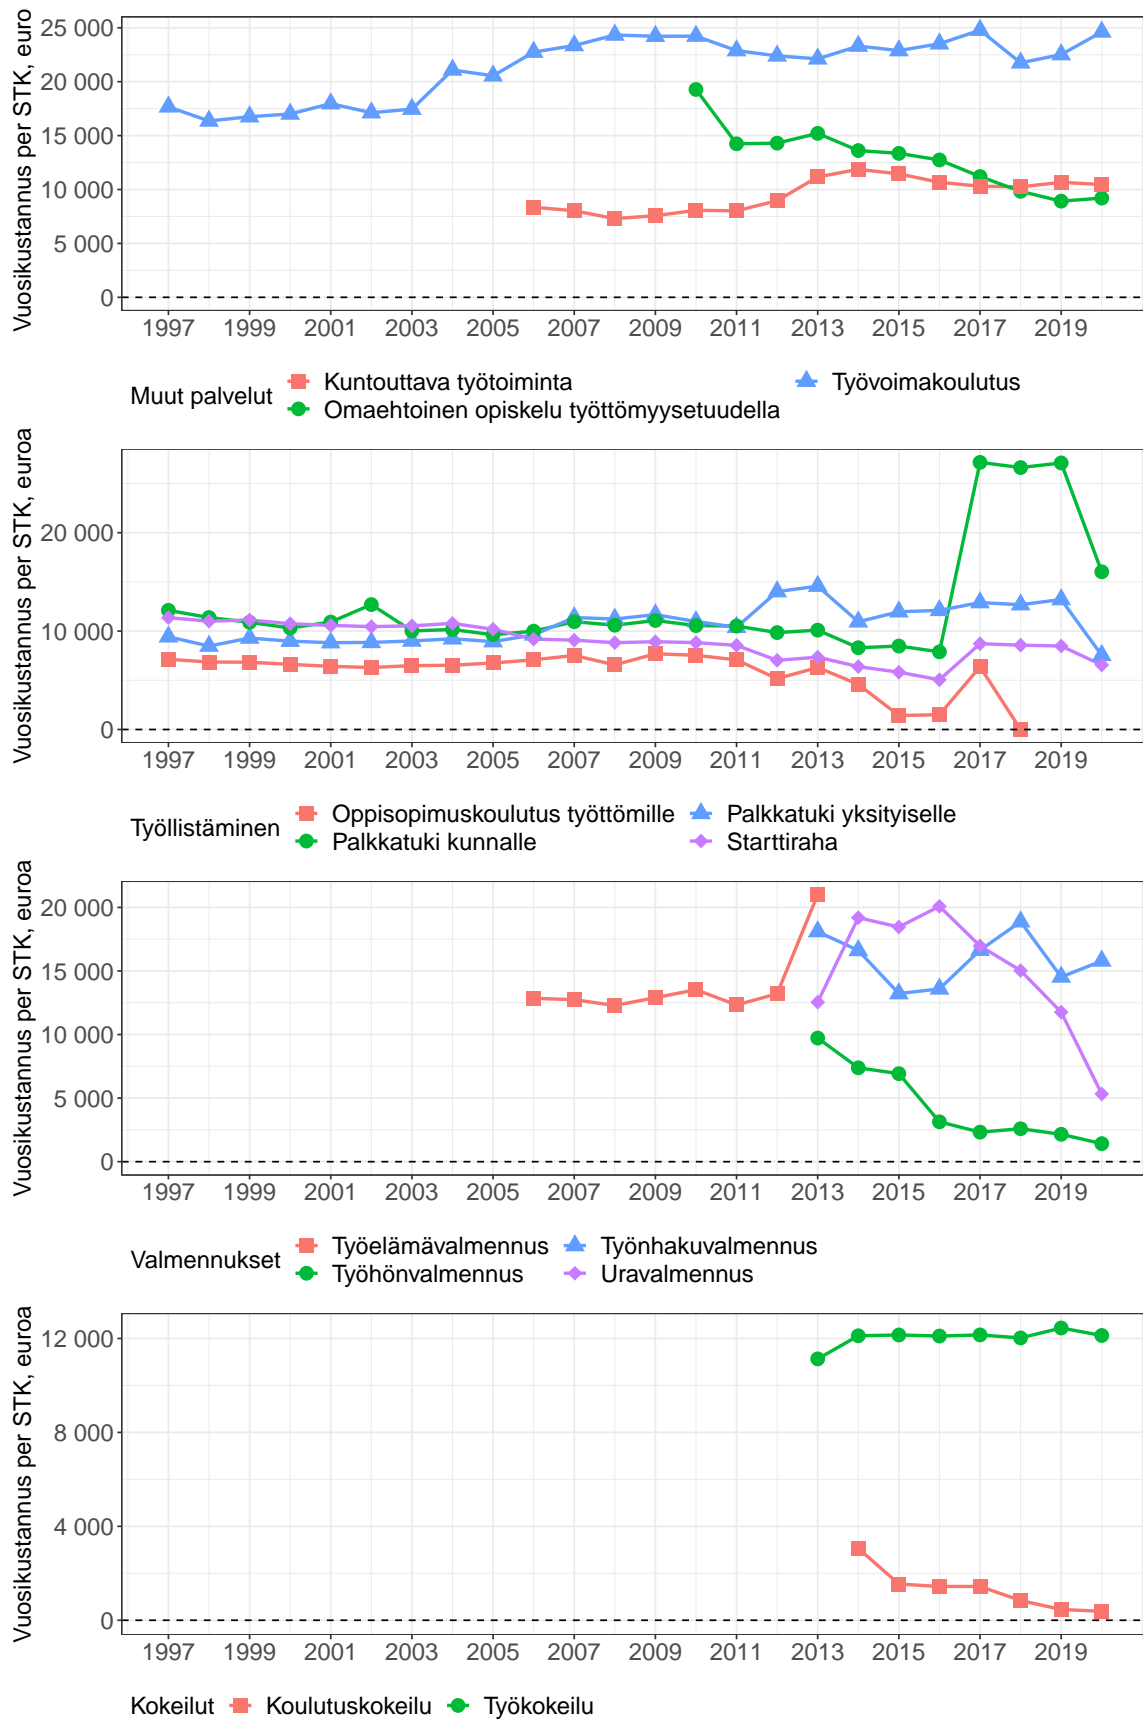 Vuosikustannus per STK, euro
25 000
20 000
15 000
10 000
5 000
0
1997 1999 2001 2003 2005 2007 2009 2011 2013 2015 2017 2019
Muut palvelut
Kuntouttava työtoiminta
Työvoimakoulutus
Omaehtoinen opiskelu työttömyysetuudella
Vuosikustannus per STK, euroa
20 000
10 000
0
1997 1999 2001 2003 2005 2007 2009 2011 2013 2015 2017 2019
Työllistäminen
Oppisopimuskoulutus työttömille
Palkkatuki yksityiselle
Palkkatuki kunnalle
Starttiraha
Vuosikustannus per STK, euroa
20 000
15 000
10 000
5 000
0
1997 1999 2001 2003 2005 2007 2009 2011 2013 2015 2017 2019
Valmennukset
Työelämävalmennus
Työnhakuvalmennus
Työhönvalmennus
Uravalmennus
Vuosikustannus per STK, euroa
12 000
8 000
4 000
0
1997 1999 2001 2003 2005 2007 2009 2011 2013 2015 2017 2019
Kokeilut Koulutuskokeilu Työkokeilu